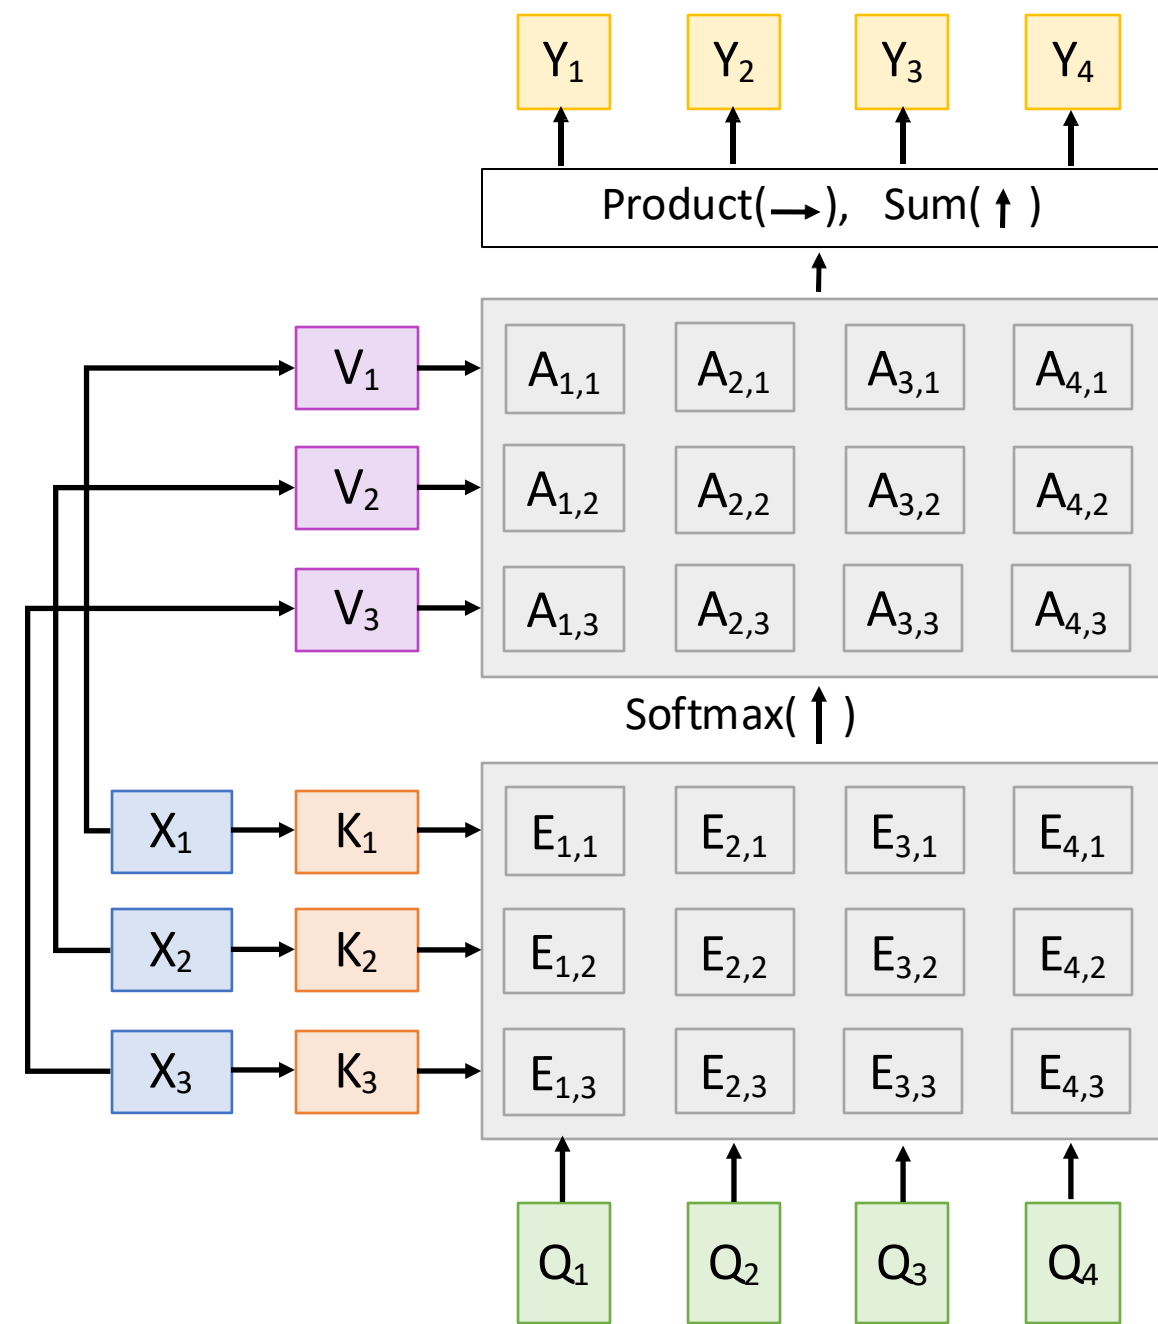 Y1 Y2 Y3 Y4
Product(→), Sum(↑)
V1 A1,1 A2,1 A3,1 A4,1
V2 A1,2 A2,2 A3,2 A4,2
V3 A1,3 A2,3 A3,3 A4,3
Softmax(↑)
X1 K1 E1,1 E2,1 E3,1 E4,1
X2 K2 E1,2 E2,2 E3,2 E4,2
X3 K3 E1,3 E2,3 E3,3 E4,3
Q1 Q2 Q3 Q4